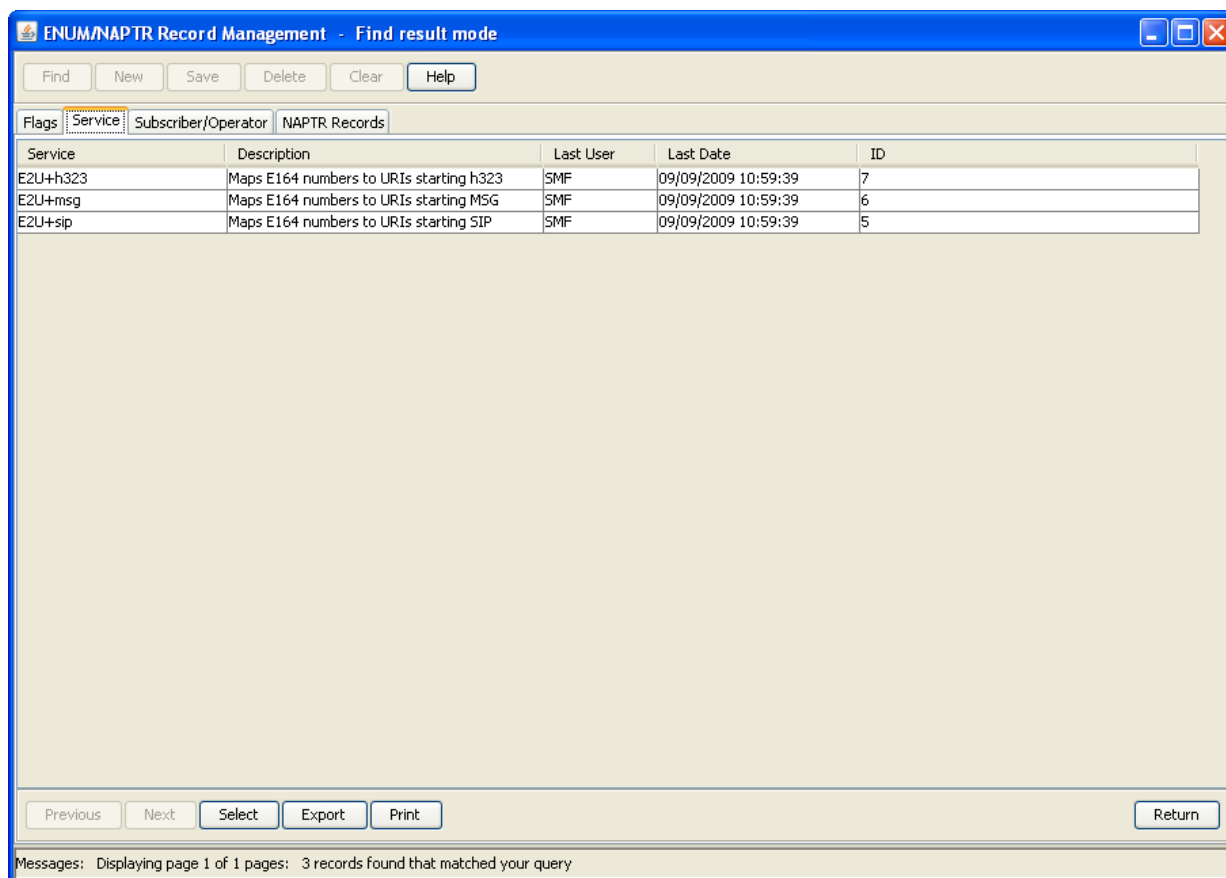 ENUM/NAPTR Record Management - Find result mode
Find New Save Delete Clear Help
Flags Service Subscriber/Operator NAPTR Records
Service Description Last User Last Date ID
E2U+h323 Maps E164 numbers to URIs starting h323 SMF 09/09/2009 10:59:39 7
E2U+msg Maps E164 numbers to URIs starting MSG SMF 09/09/2009 10:59:39 6
E2U+sip Maps E164 numbers to URIs starting SIP SMF 09/09/2009 10:59:39 5
Previous Next Select Export Print Return
Messages: Displaying page 1 of 1 pages: 3 records found that matched your query